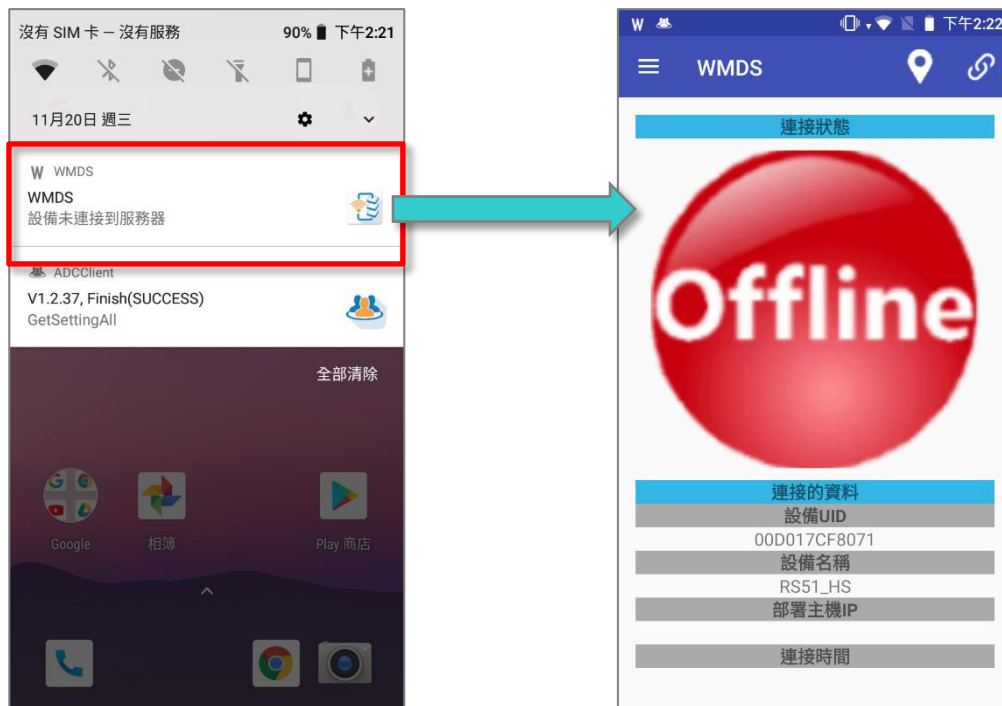 沒有 SIM 卡 – 沒有服務 90% 下午2:21
11月20日 週三
W WMDS
WMDS
設備未連接到服務器
ADCClient
V1.2.37, Finish(SUCCESS)
GetSettingAll
全部清除
Google 相簿 Play 商店
W 下午2:22
WMDS
連接狀態
Offline
連接的資料
設備UID
00D017CF8071
設備名稱
RS51_HS
部署主機IP
連接時間